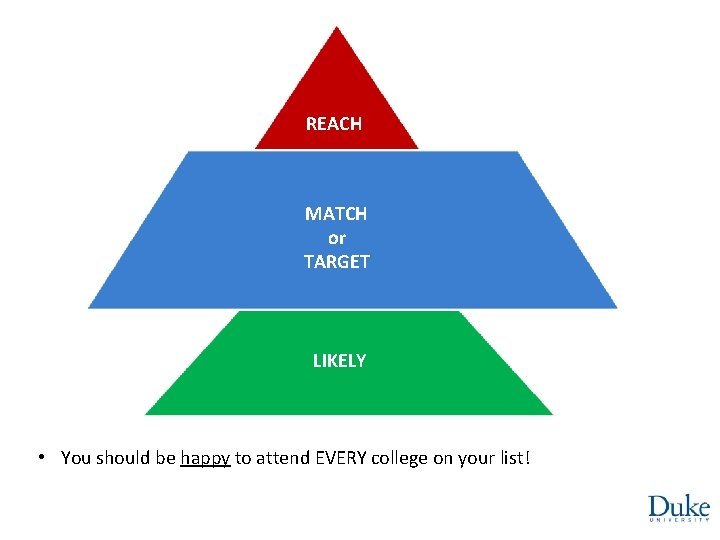 REACH
MATCH
or
TARGET
LIKELY
• You should be happy to attend EVERY college on your list!
Duke
UNIVERSITY